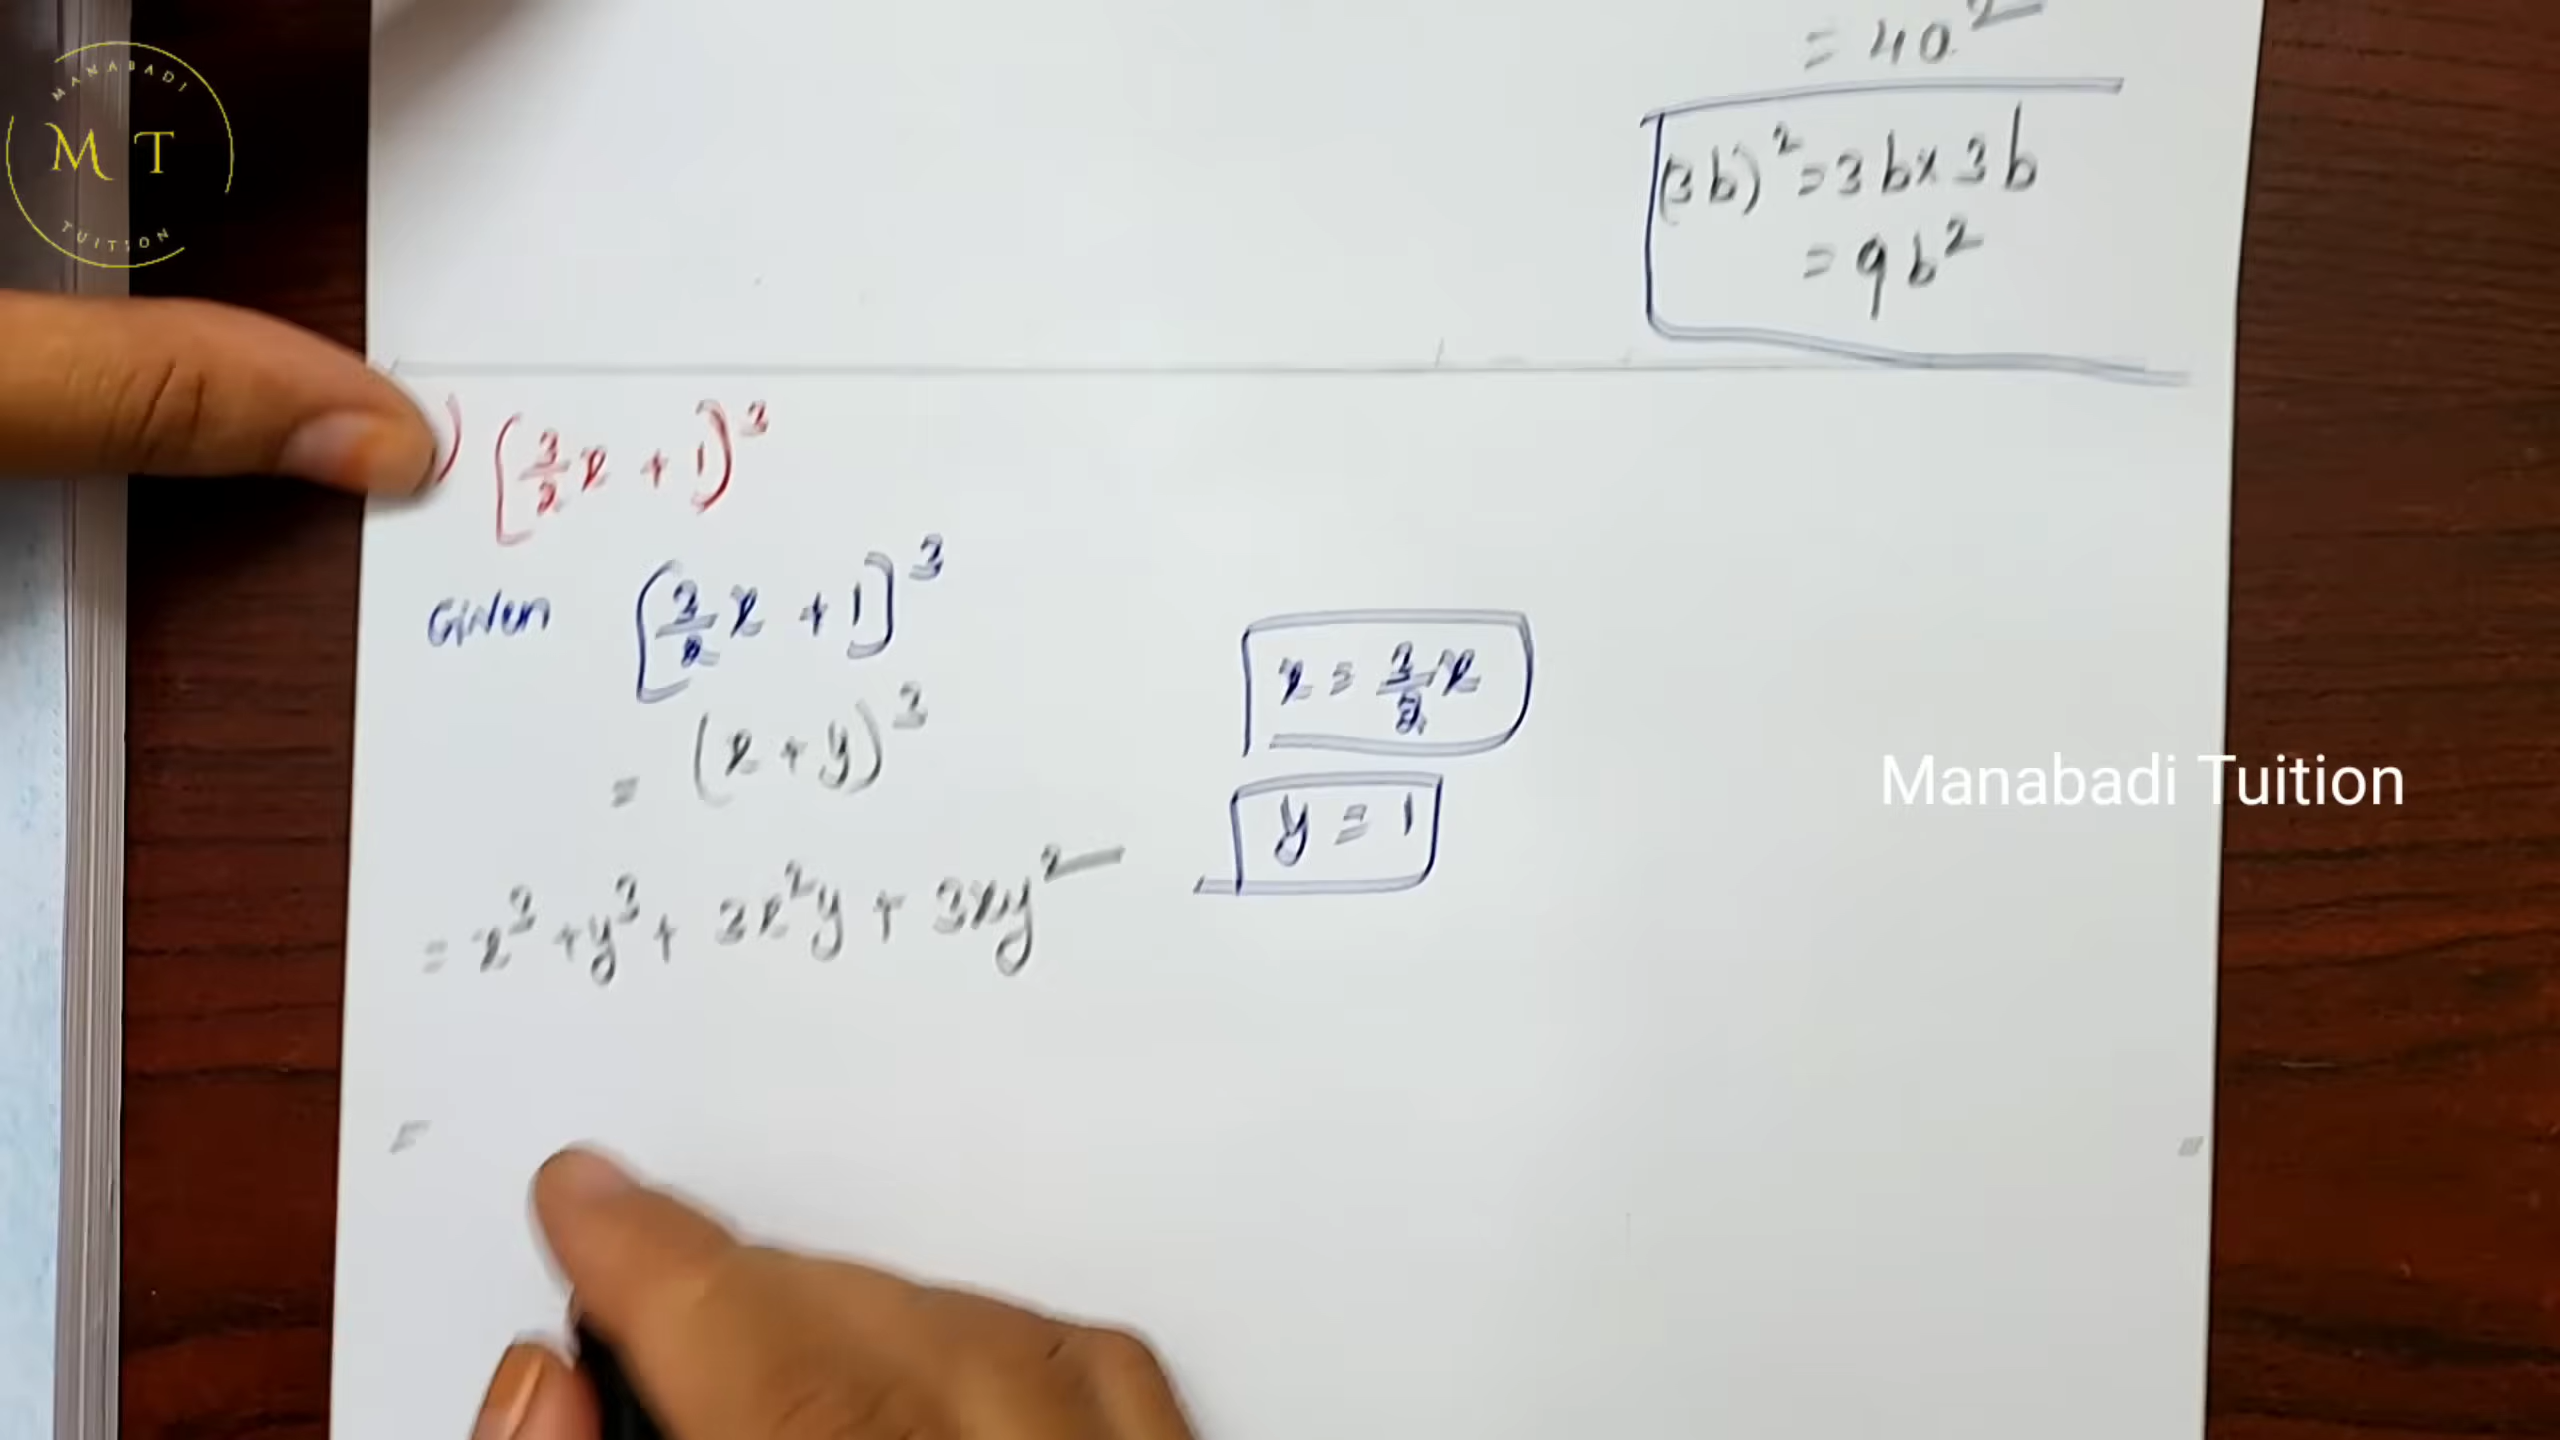 MANABADI
M T
TUITION
= 4a²
(3b)² = 3b x 3b
= 9b²
) [3/2 x + 1]³
Given [3/2 x + 1]³
= (x + y)³
x = 3/2 x
y = 1
= x³ + y³ + 3x²y + 3xy²
=
Manabadi Tuition